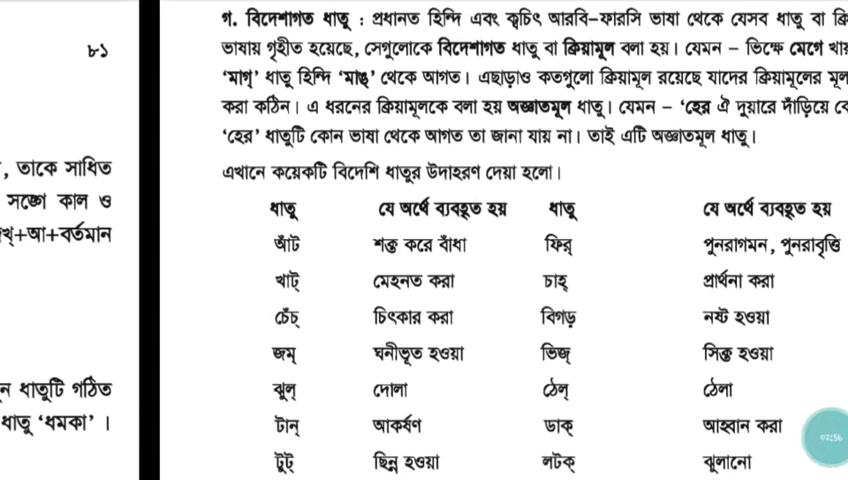 ৮১
, তাকে সাধিত
সঙ্গে কাল ও
খ্+আ+বর্তমান
ন ধাতুটি গঠিত
ধাতু ‘ধমকা’ ।
গ. বিদেশাগত ধাতু : প্রধানত হিন্দি এবং ক্বচিৎ আরবি-ফারসি ভাষা থেকে যেসব ধাতু বা ক্রি
ভাষায় গৃহীত হয়েছে, সেগুলোকে বিদেশাগত ধাতু বা ক্রিয়ামূল বলা হয়। যেমন – ভিক্ষে মেগে খায়
‘মাগ্’ ধাতু হিন্দি ‘মাঙ্’ থেকে আগত। এছাড়াও কতগুলো ক্রিয়ামূল রয়েছে যাদের ক্রিয়ামূলের মূল
করা কঠিন। এ ধরনের ক্রিয়ামূলকে বলা হয় অজ্ঞাতমূল ধাতু। যেমন – ‘হের ঐ দুয়ারে দাঁড়িয়ে কে
‘হের’ ধাতুটি কোন ভাষা থেকে আগত তা জানা যায় না। তাই এটি অজ্ঞাতমূল ধাতু।
এখানে কয়েকটি বিদেশি ধাতুর উদাহরণ দেয়া হলো।
ধাতু যে অর্থে ব্যবহৃত হয় ধাতু যে অর্থে ব্যবহৃত হয়
আঁট শক্ত করে বাঁধা ফির্ পুনরাগমন, পুনরাবৃত্তি
খাট্ মেহনত করা চাহ্ প্রার্থনা করা
চেঁচ্ চিৎকার করা বিগড়্ নষ্ট হওয়া
জম্ ঘনীভূত হওয়া ভিজ্ সিক্ত হওয়া
ঝুল্ দোলা ঠেল্ ঠেলা
টান্ আকর্ষণ ডাক্ আহ্বান করা
টুট্ ছিন্ন হওয়া লটক্ ঝুলানো
02:56